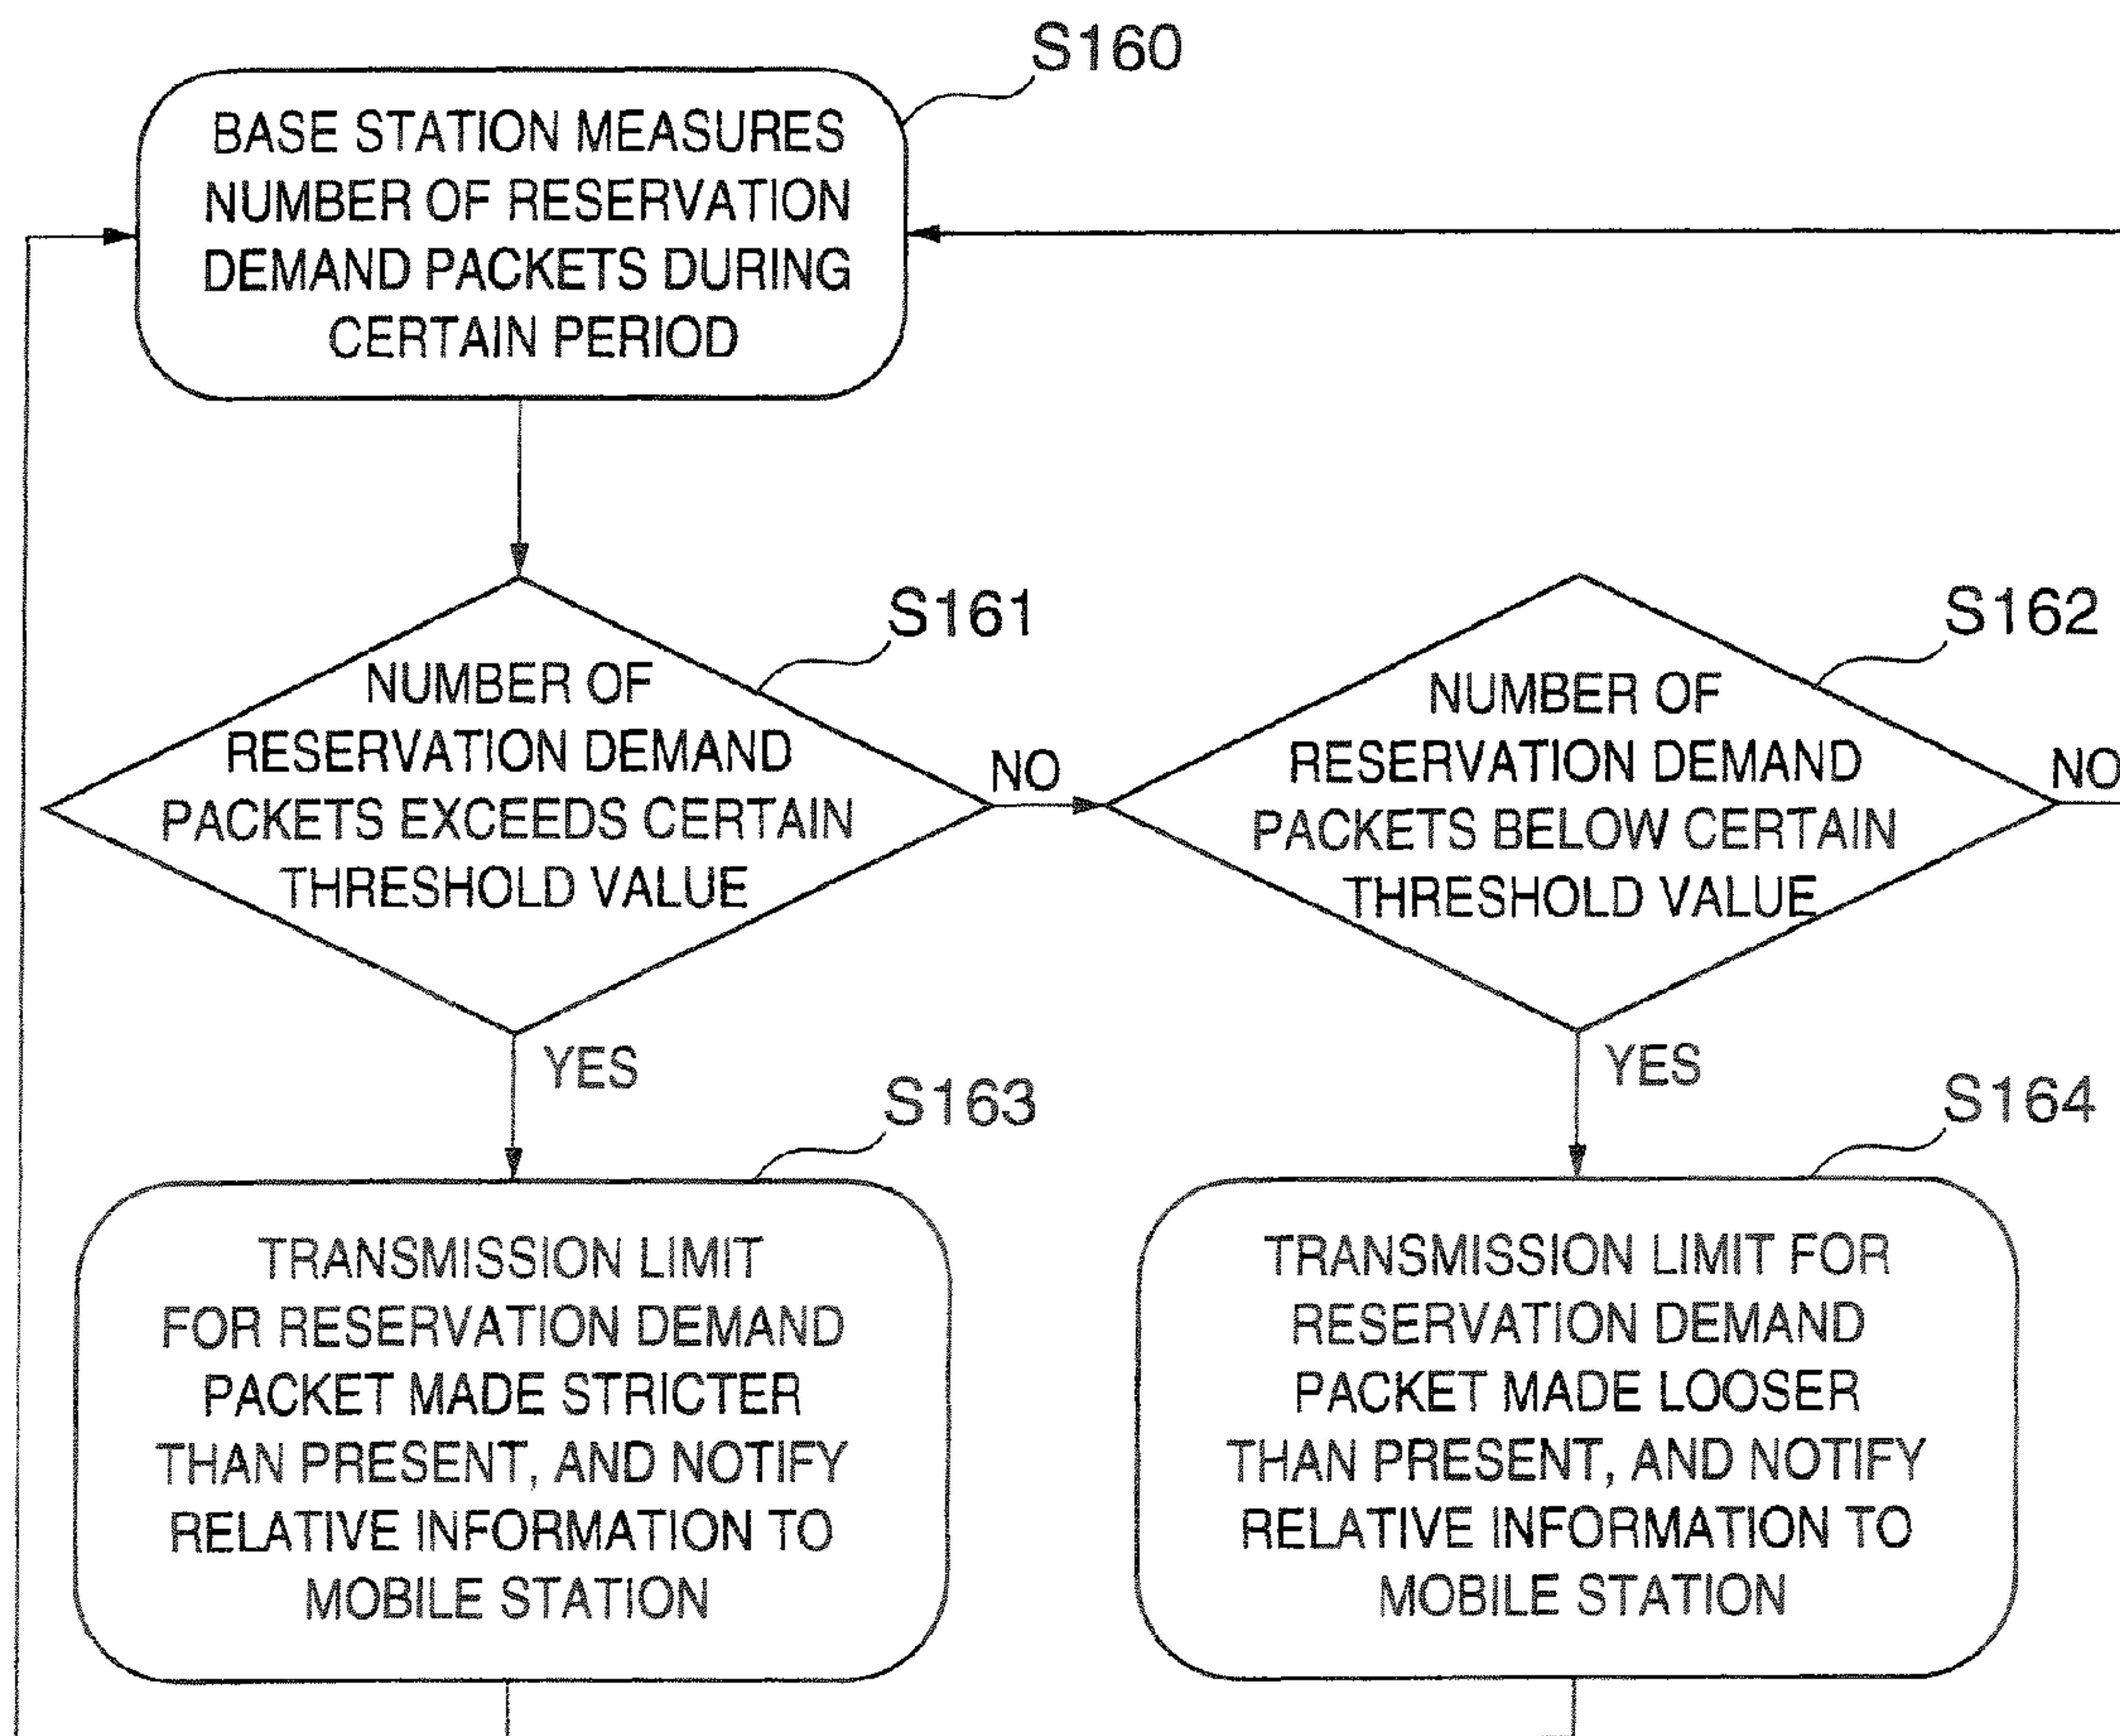 S160
BASE STATION MEASURES
NUMBER OF RESERVATION
DEMAND PACKETS DURING
CERTAIN PERIOD
S161
NUMBER OF
RESERVATION DEMAND
PACKETS EXCEEDS CERTAIN
THRESHOLD VALUE
NO
YES
S162
NUMBER OF
RESERVATION DEMAND
PACKETS BELOW CERTAIN
THRESHOLD VALUE
NO
YES
S163
TRANSMISSION LIMIT
FOR RESERVATION DEMAND
PACKET MADE STRICTER
THAN PRESENT, AND NOTIFY
RELATIVE INFORMATION TO
MOBILE STATION
S164
TRANSMISSION LIMIT FOR
RESERVATION DEMAND
PACKET MADE LOOSER
THAN PRESENT, AND NOTIFY
RELATIVE INFORMATION TO
MOBILE STATION